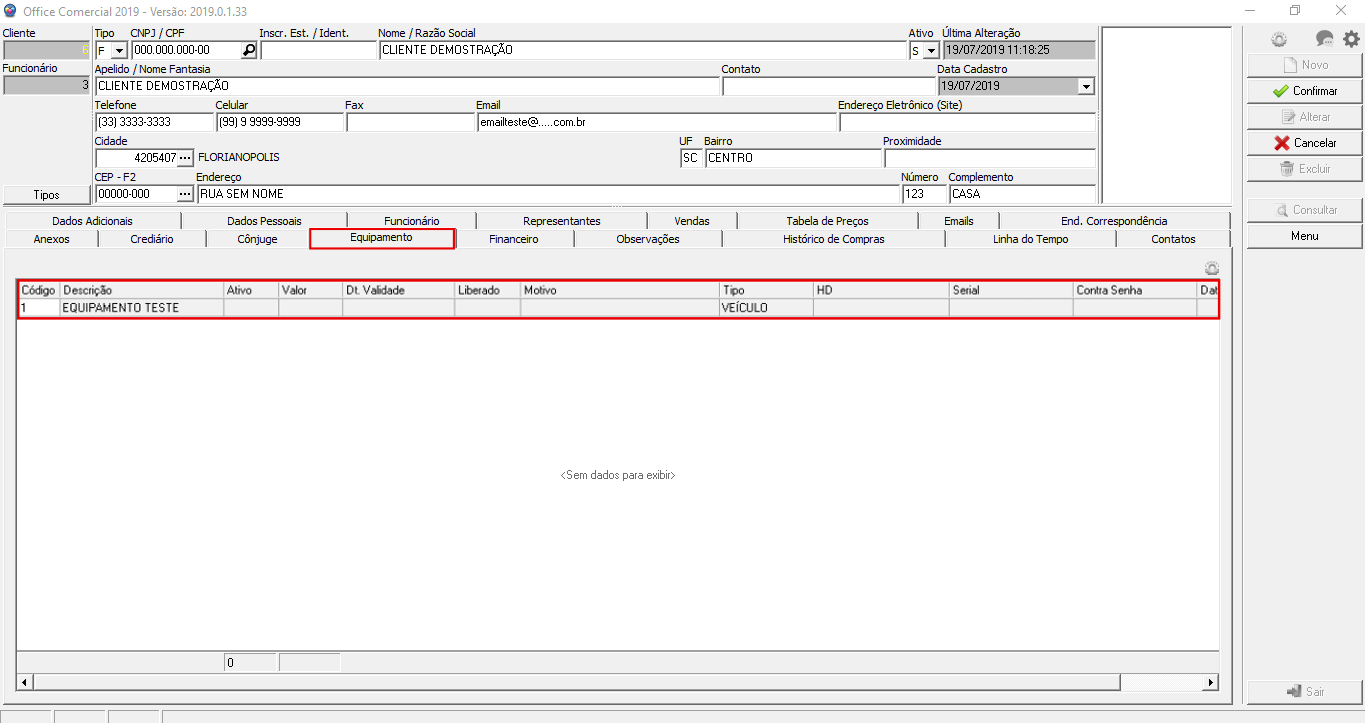 Office Comercial 2019 - Versão: 2019.0.1.33
Cliente Tipo CNPJ / CPF Inscr. Est. / Ident. Nome / Razão Social Ativo Última Alteração
6 F 000.000.000-00 CLIENTE DEMOSTRAÇÃO S 19/07/2019 11:18:25
Funcionário Apelido / Nome Fantasia Contato Data Cadastro
3 CLIENTE DEMOSTRAÇÃO 19/07/2019
Telefone Celular Fax Email Endereço Eletrônico (Site)
(33) 3333-3333 (99) 9 9999-9999 emailteste@.....com.br
Cidade UF Bairro Proximidade
4205407 ... FLORIANOPOLIS SC CENTRO
CEP - F2 Endereço Número Complemento
Tipos 00000-000 ... RUA SEM NOME 123 CASA
Novo
Confirmar
Alterar
Cancelar
Excluir
Consultar
Menu
Dados Adicionais Dados Pessoais Funcionário Representantes Vendas Tabela de Preços Emails End. Correspondência
Anexos Crediário Cônjuge Equipamento Financeiro Observações Histórico de Compras Linha do Tempo Contatos
Código Descrição Ativo Valor Dt. Validade Liberado Motivo Tipo HD Serial Contra Senha Dat
1 EQUIPAMENTO TESTE VEÍCULO
<Sem dados para exibir>
0
Sair